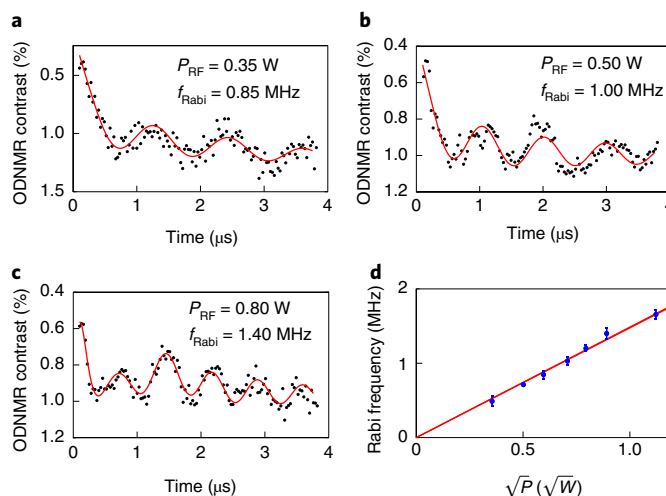 a
ODNMR contrast (%)
0.5
1.0
1.5
P_RF = 0.35 W
f_Rabi = 0.85 MHz
0 1 2 3 4
Time (μs)
b
ODNMR contrast (%)
0.4
0.6
0.8
1.0
1.2
P_RF = 0.50 W
f_Rabi = 1.00 MHz
0 1 2 3 4
Time (μs)
c
ODNMR contrast (%)
0.4
0.6
0.8
1.0
1.2
P_RF = 0.80 W
f_Rabi = 1.40 MHz
0 1 2 3 4
Time (μs)
d
Rabi frequency (MHz)
2
1
0
0 0.5 1.0
√P (√W)